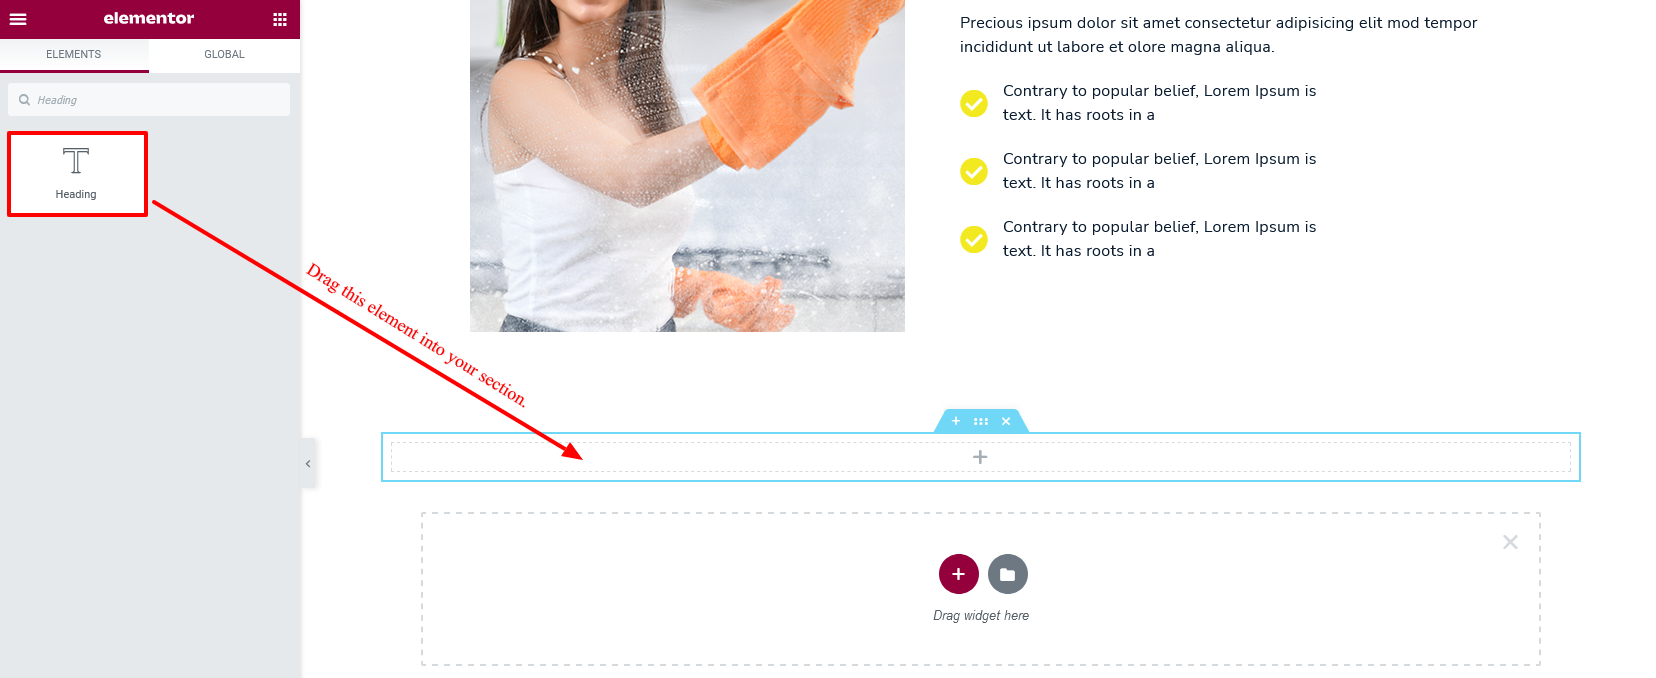 elementor
ELEMENTS
GLOBAL
Heading
Heading
Drag this element into your section.
Precious ipsum dolor sit amet consectetur adipisicing elit mod tempor
incididunt ut labore et olore magna aliqua.
Contrary to popular belief, Lorem Ipsum is
text. It has roots in a
Contrary to popular belief, Lorem Ipsum is
text. It has roots in a
Contrary to popular belief, Lorem Ipsum is
text. It has roots in a
Drag widget here